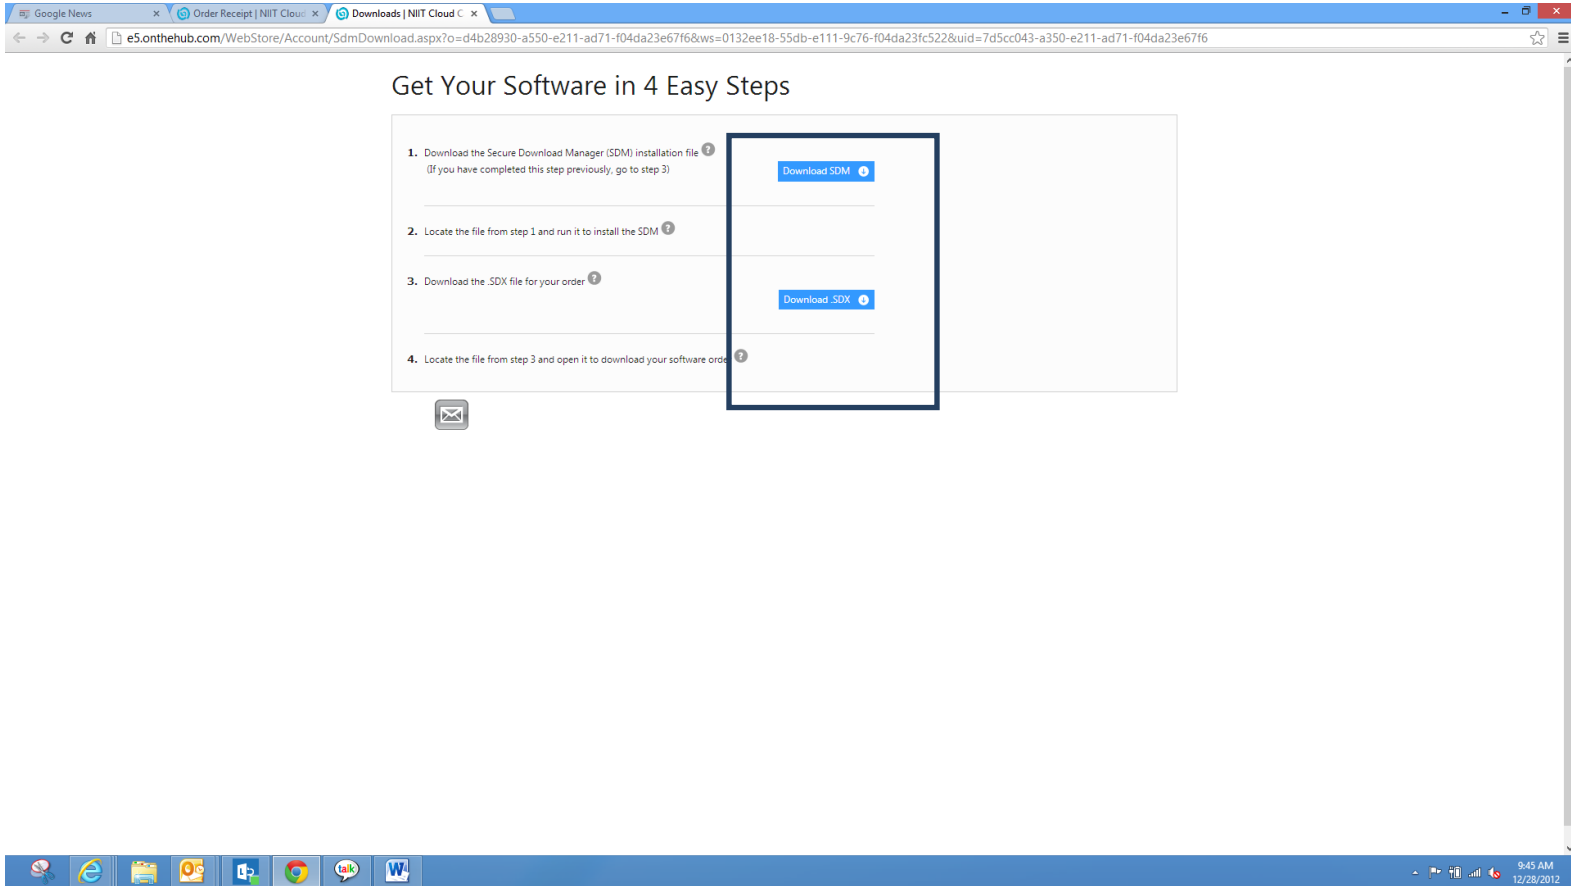 Google News
Order Receipt | NIIT Cloud
Downloads | NIIT Cloud C
e5.onthehub.com/WebStore/Account/SdmDownload.aspx?o=d4b28930-a550-e211-ad71-f04da23e67f6&ws=0132ee18-55db-e111-9c76-f04da23fc522&uid=7d5cc043-a350-e211-ad71-f04da23e67f6
Get Your Software in 4 Easy Steps
1. Download the Secure Download Manager (SDM) installation file ?
(If you have completed this step previously, go to step 3)
Download SDM
2. Locate the file from step 1 and run it to install the SDM ?
3. Download the .SDX file for your order ?
Download .SDX
4. Locate the file from step 3 and open it to download your software orde ?
talk
9:45 AM
12/28/2012